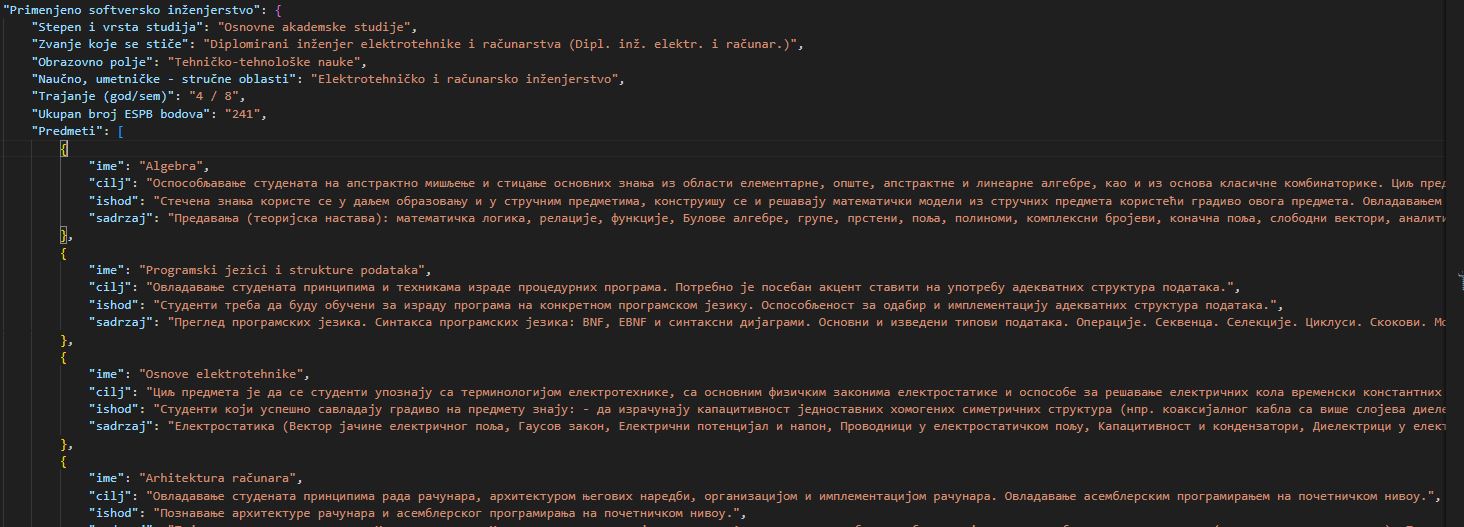 "Primenjeno softversko inženjerstvo": {
"Stepen i vrsta studija": "Osnovne akademske studije",
"Zvanje koje se stiče": "Diplomirani inženjer elektrotehnike i računarstva (Dipl. inž. elektr. i računar.)",
"Obrazovno polje": "Tehničko-tehnološke nauke",
"Naučno, umetničke - stručne oblasti": "Elektrotehničko i računarsko inženjerstvo",
"Trajanje (god/sem)": "4 / 8",
"Ukupan broj ESPB bodova": "241",
"Predmeti": [
{
"ime": "Algebra",
"cilj": "Оспособљавање студената на апстрактно мишљење и стицање основних знања из области елементарне, опште, апстрактне и линеарне алгебре, као и из основа класичне комбинаторике. Циљ пред
"ishod": "Стечена знања користе се у даљем образовању и у стручним предметима, конструишу се и решавају математички модели из стручних предмета користећи градиво овога предмета. Овладавањем
"sadrzaj": "Предавања (теоријска настава): математичка логика, релације, функције, Булове алгебре, групе, прстени, поља, полиноми, комплексни бројеви, коначна поља, слободни вектори, аналити
},
{
"ime": "Programski jezici i strukture podataka",
"cilj": "Овладавање студената принципима и техникама израде процедурних програма. Потребно је посебан акцент ставити на употребу адекватних структура података.",
"ishod": "Студенти треба да буду обучени за израду програма на конкретном програмском језику. Оспособљеност за одабир и имплементацију адекватних структура података.",
"sadrzaj": "Преглед програмских језика. Синтакса програмских језика: BNF, EBNF и синтаксни дијаграми. Основни и изведени типови података. Операције. Секвенца. Селекције. Циклуси. Скокови. Мо
},
{
"ime": "Osnove elektrotehnike",
"cilj": "Циљ предмета је да се студенти упознају са терминологијом електротехнике, са основним физичким законима електростатике и оспособе за решавање електричних кола временски константних
"ishod": "Студенти који успешно савладају градиво на предмету знају: - да израчунају капацитивност једноставних хомогених симетричних структура (нпр. коаксијалног кабла са више слојева диеле
"sadrzaj": "Електростатика (Вектор јачине електричног поља, Гаусов закон, Електрични потенцијал и напон, Проводници у електростатичком пољу, Капацитивност и кондензатори, Диелектрици у елект
},
{
"ime": "Arhitektura računara",
"cilj": "Овладавање студената принципима рада рачунара, архитектуром његових наредби, организацијом и имплементацијом рачунара. Овладавање асемблерским програмирањем на почетничком нивоу.",
"ishod": "Познавање архитектуре рачунара и асемблерског програмирања на почетничком нивоу.",